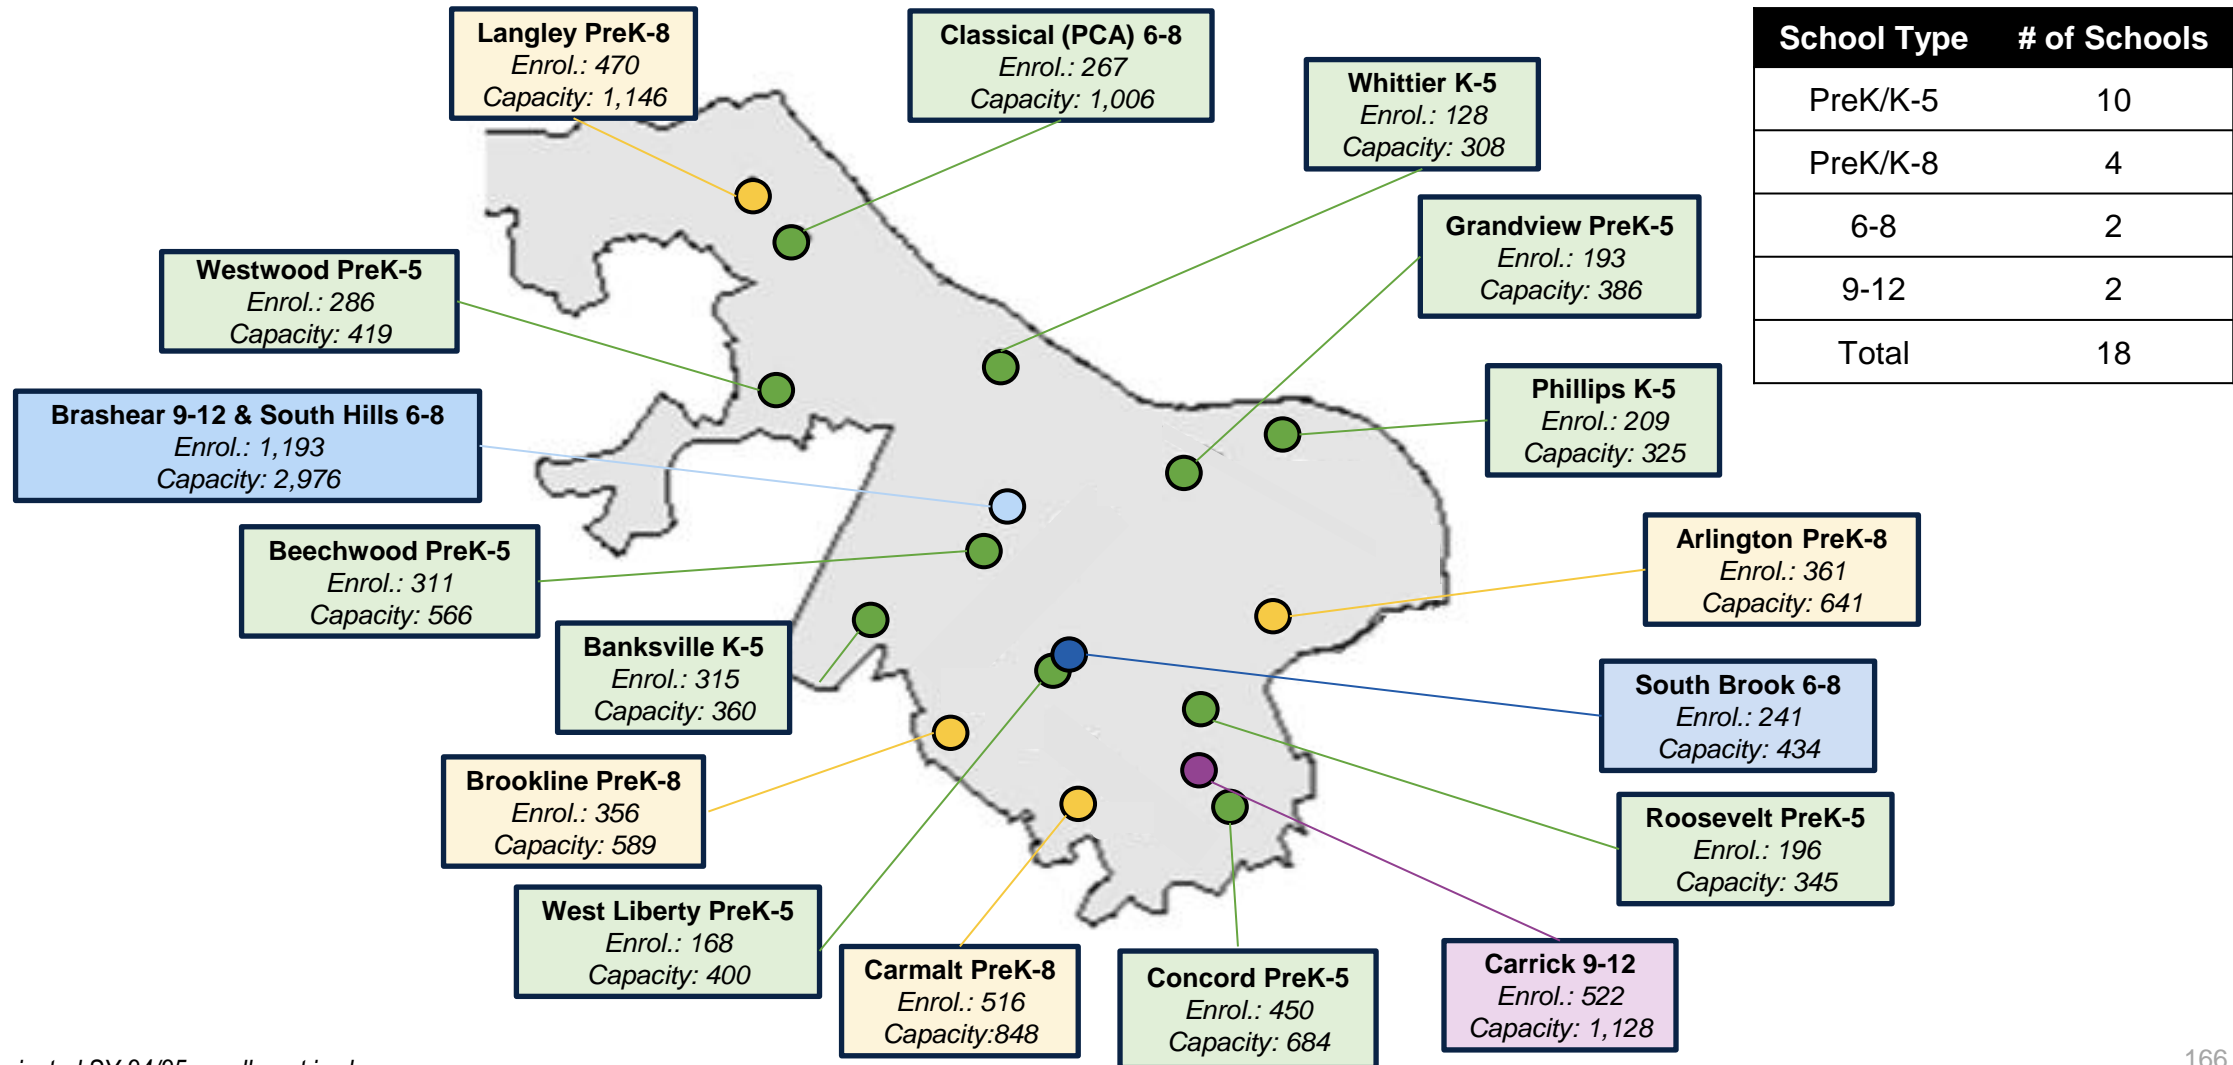 Langley PreK-8
Enrol.: 470
Capacity: 1,146
Classical (PCA) 6-8
Enrol.: 267
Capacity: 1,006
Whittier K-5
Enrol.: 128
Capacity: 308
School Type # of Schools
PreK/K-5 10
PreK/K-8 4
6-8 2
9-12 2
Total 18
Grandview PreK-5
Enrol.: 193
Capacity: 386
Westwood PreK-5
Enrol.: 286
Capacity: 419
Phillips K-5
Enrol.: 209
Capacity: 325
Brashear 9-12 & South Hills 6-8
Enrol.: 1,193
Capacity: 2,976
Beechwood PreK-5
Enrol.: 311
Capacity: 566
Arlington PreK-8
Enrol.: 361
Capacity: 641
Banksville K-5
Enrol.: 315
Capacity: 360
South Brook 6-8
Enrol.: 241
Capacity: 434
Brookline PreK-8
Enrol.: 356
Capacity: 589
Roosevelt PreK-5
Enrol.: 196
Capacity: 345
West Liberty PreK-5
Enrol.: 168
Capacity: 400
Carmalt PreK-8
Enrol.: 516
Capacity:848
Concord PreK-5
Enrol.: 450
Capacity: 684
Carrick 9-12
Enrol.: 522
Capacity: 1,128
166